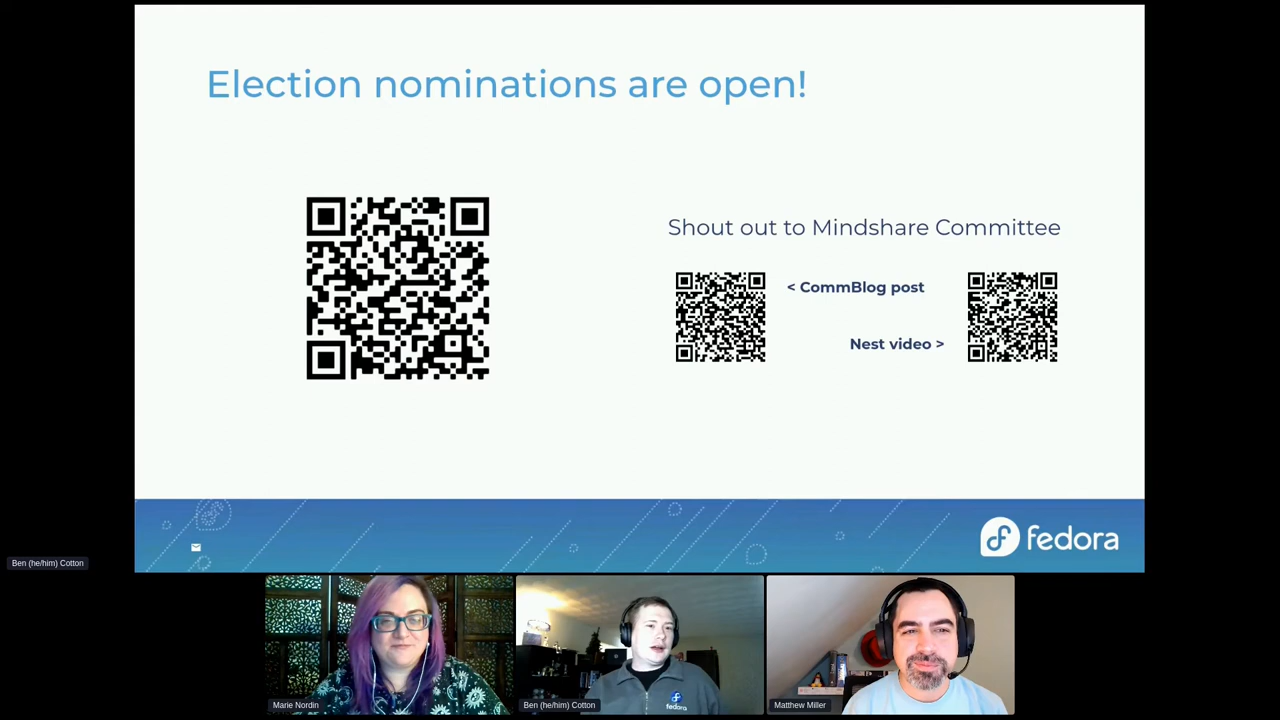 Election nominations are open!
Shout out to Mindshare Committee
< CommBlog post
Nest video >
fedora
Ben (he/him) Cotton
fedora
Marie Nordin
Ben (he/him) Cotton
Matthew Miller